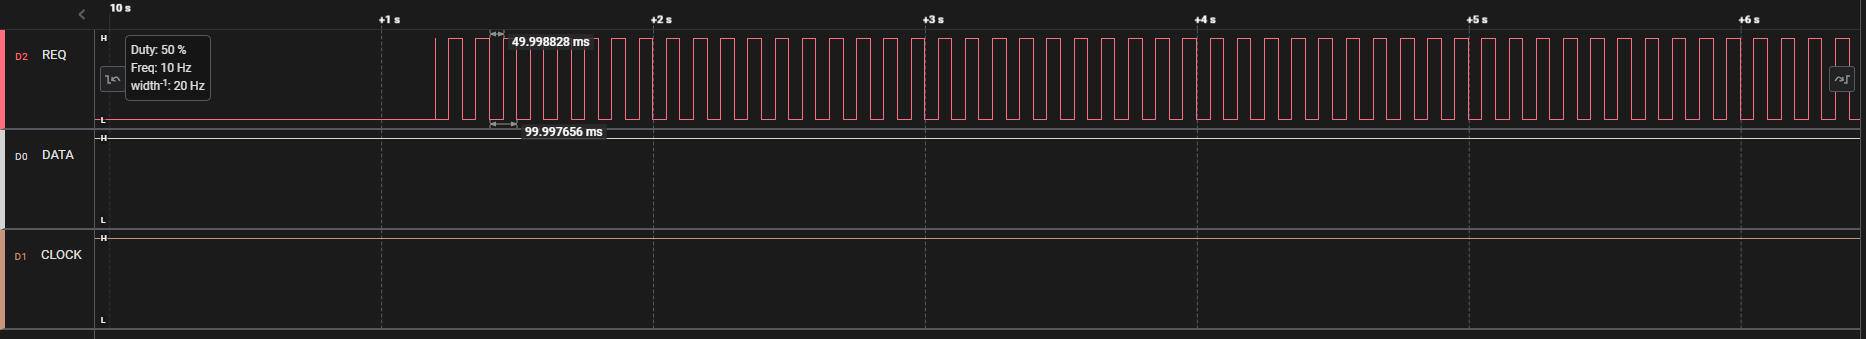 10 s
+1 s
+2 s
+3 s
+4 s
+5 s
+6 s
D2 REQ
H
L
Duty: 50 %
Freq: 10 Hz
width-1: 20 Hz
49.998828 ms
99.997656 ms
D0 DATA
H
L
D1 CLOCK
H
L